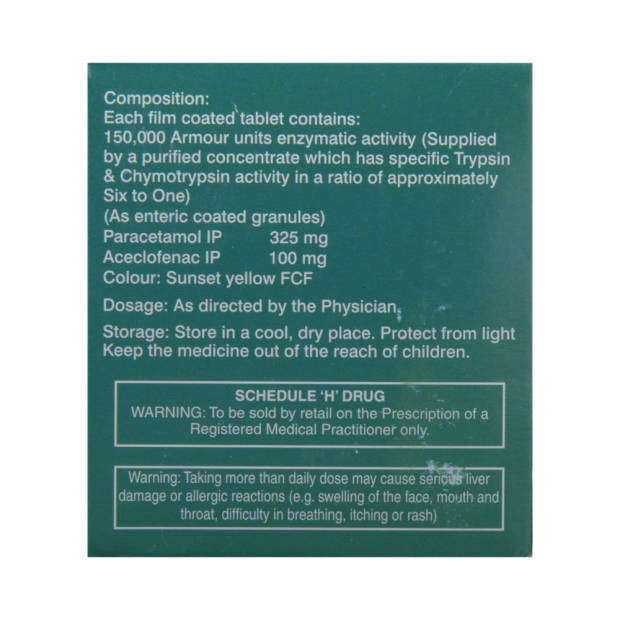 Composition:
Each film coated tablet contains:
150,000 Armour units enzymatic activity (Supplied
by a purified concentrate which has specific Trypsin
& Chymotrypsin activity in a ratio of approximately
Six to One)
(As enteric coated granules)
Paracetamol IP 325 mg
Aceclofenac IP 100 mg
Colour: Sunset yellow FCF
Dosage: As directed by the Physician.
Storage: Store in a cool, dry place. Protect from light
Keep the medicine out of the reach of children.
SCHEDULE 'H' DRUG
WARNING: To be sold by retail on the Prescription of a
Registered Medical Practitioner only.
Warning: Taking more than daily dose may cause serious liver
damage or allergic reactions (e.g. swelling of the face, mouth and
throat, difficulty in breathing, itching or rash)